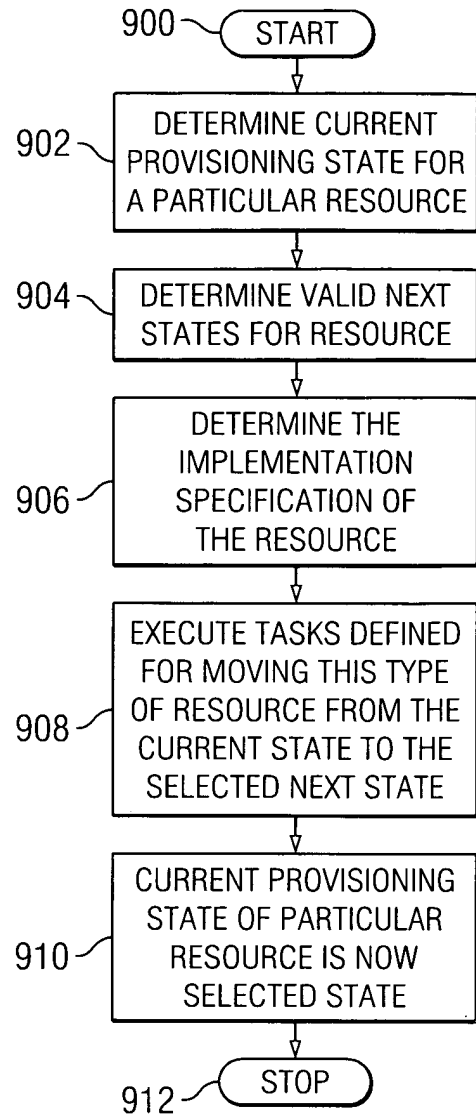 900
START
902
DETERMINE CURRENT
PROVISIONING STATE FOR
A PARTICULAR RESOURCE
904
DETERMINE VALID NEXT
STATES FOR RESOURCE
906
DETERMINE THE
IMPLEMENTATION
SPECIFICATION OF
THE RESOURCE
908
EXECUTE TASKS DEFINED
FOR MOVING THIS TYPE
OF RESOURCE FROM THE
CURRENT STATE TO THE
SELECTED NEXT STATE
910
CURRENT PROVISIONING
STATE OF PARTICULAR
RESOURCE IS NOW
SELECTED STATE
912
STOP